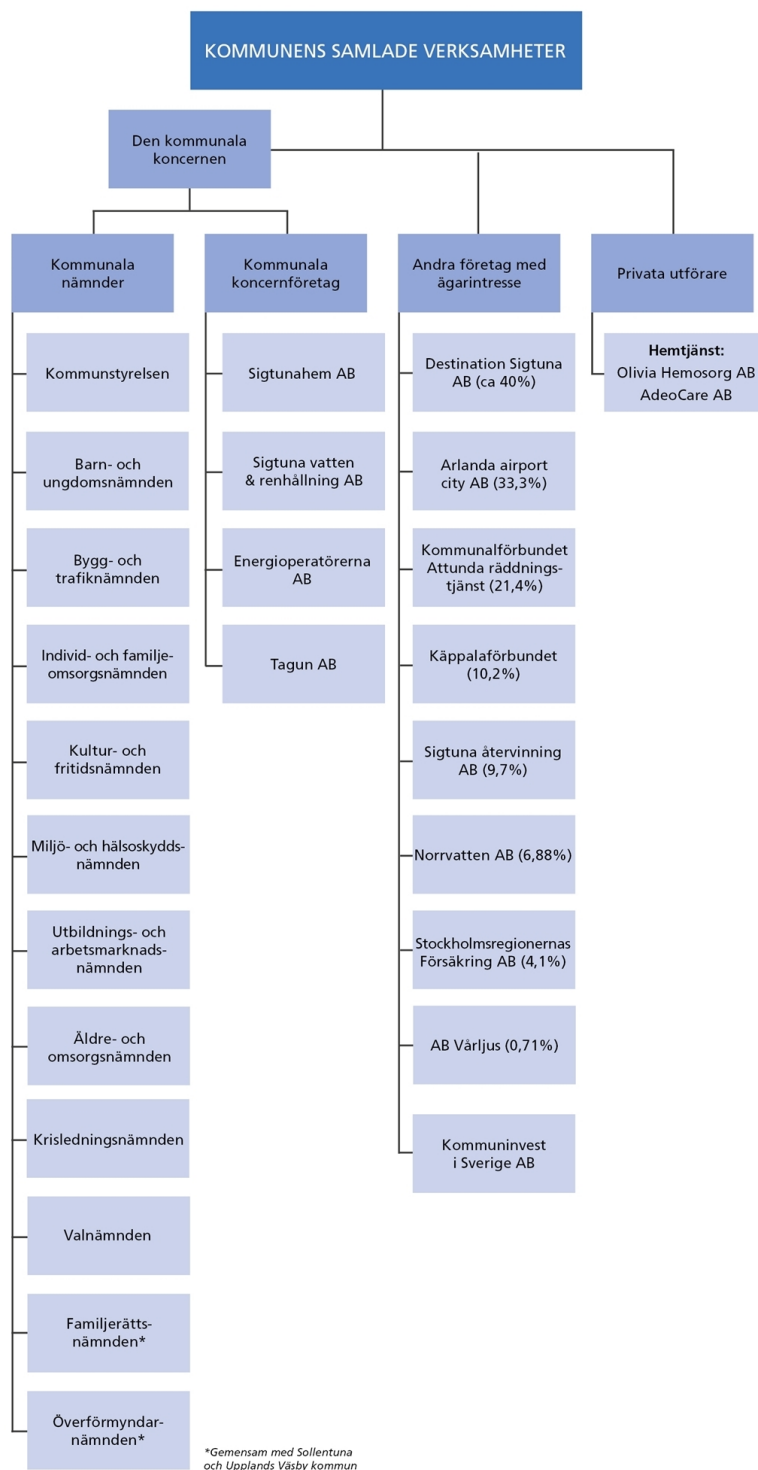 KOMMUNENS SAMLADE VERKSAMHETER
Den kommunala
koncernen
Kommunala
nämnder
Kommunstyrelsen
Barn- och
ungdomsnämnden
Bygg- och
trafiknämnden
Individ- och familje-
omsorgsnämnden
Kultur- och
fritidsnämnden
Miljö- och hälsoskydds-
nämnden
Utbildnings- och
arbetsmarknads-
nämnden
Äldre- och
omsorgsnämnden
Krisledningsnämnden
Valnämnden
Familjerätts-
nämnden*
Överförmyndar-
nämnden*
Kommunala
koncernföretag
Sigtunahem AB
Sigtuna vatten
& renhållning AB
Energioperatörerna
AB
Tagun AB
Andra företag med
ägarintresse
Destination Sigtuna
AB (ca 40%)
Arlanda airport
city AB (33,3%)
Kommunalförbundet
Attunda räddnings-
tjänst (21,4%)
Käppalaförbundet
(10,2%)
Sigtuna återvinning
AB (9,7%)
Norrvatten AB (6,88%)
Stockholmsregionernas
Försäkring AB (4,1%)
AB Vårljus (0,71%)
Kommuninvest
i Sverige AB
Privata utförare
Hemtjänst:
Olivia Hemosorg AB
AdeoCare AB
*Gemensam med Sollentuna
och Upplands Väsby kommun